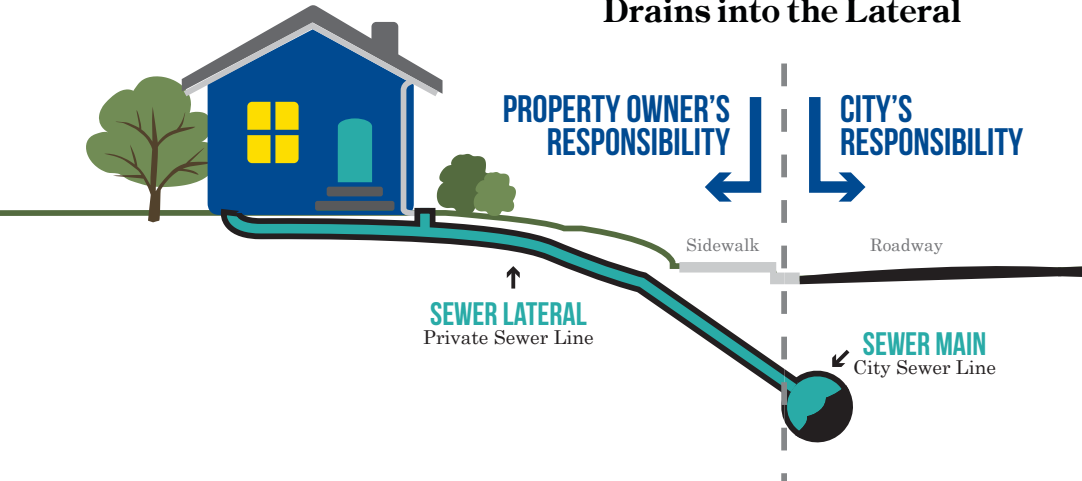 Drains into the Lateral
PROPERTY OWNER'S
RESPONSIBILITY
CITY'S
RESPONSIBILITY
Sidewalk
Roadway
SEWER LATERAL
Private Sewer Line
SEWER MAIN
City Sewer Line